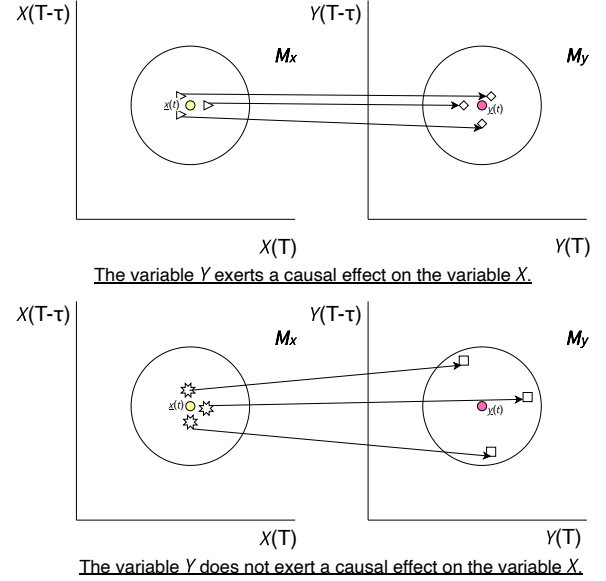 X(T-τ)
Y(T-τ)
Mx
My
x(t)
y(t)
X(T)
Y(T)
The variable Y exerts a causal effect on the variable X.
X(T-τ)
Y(T-τ)
Mx
My
x(t)
y(t)
X(T)
Y(T)
The variable Y does not exert a causal effect on the variable X.